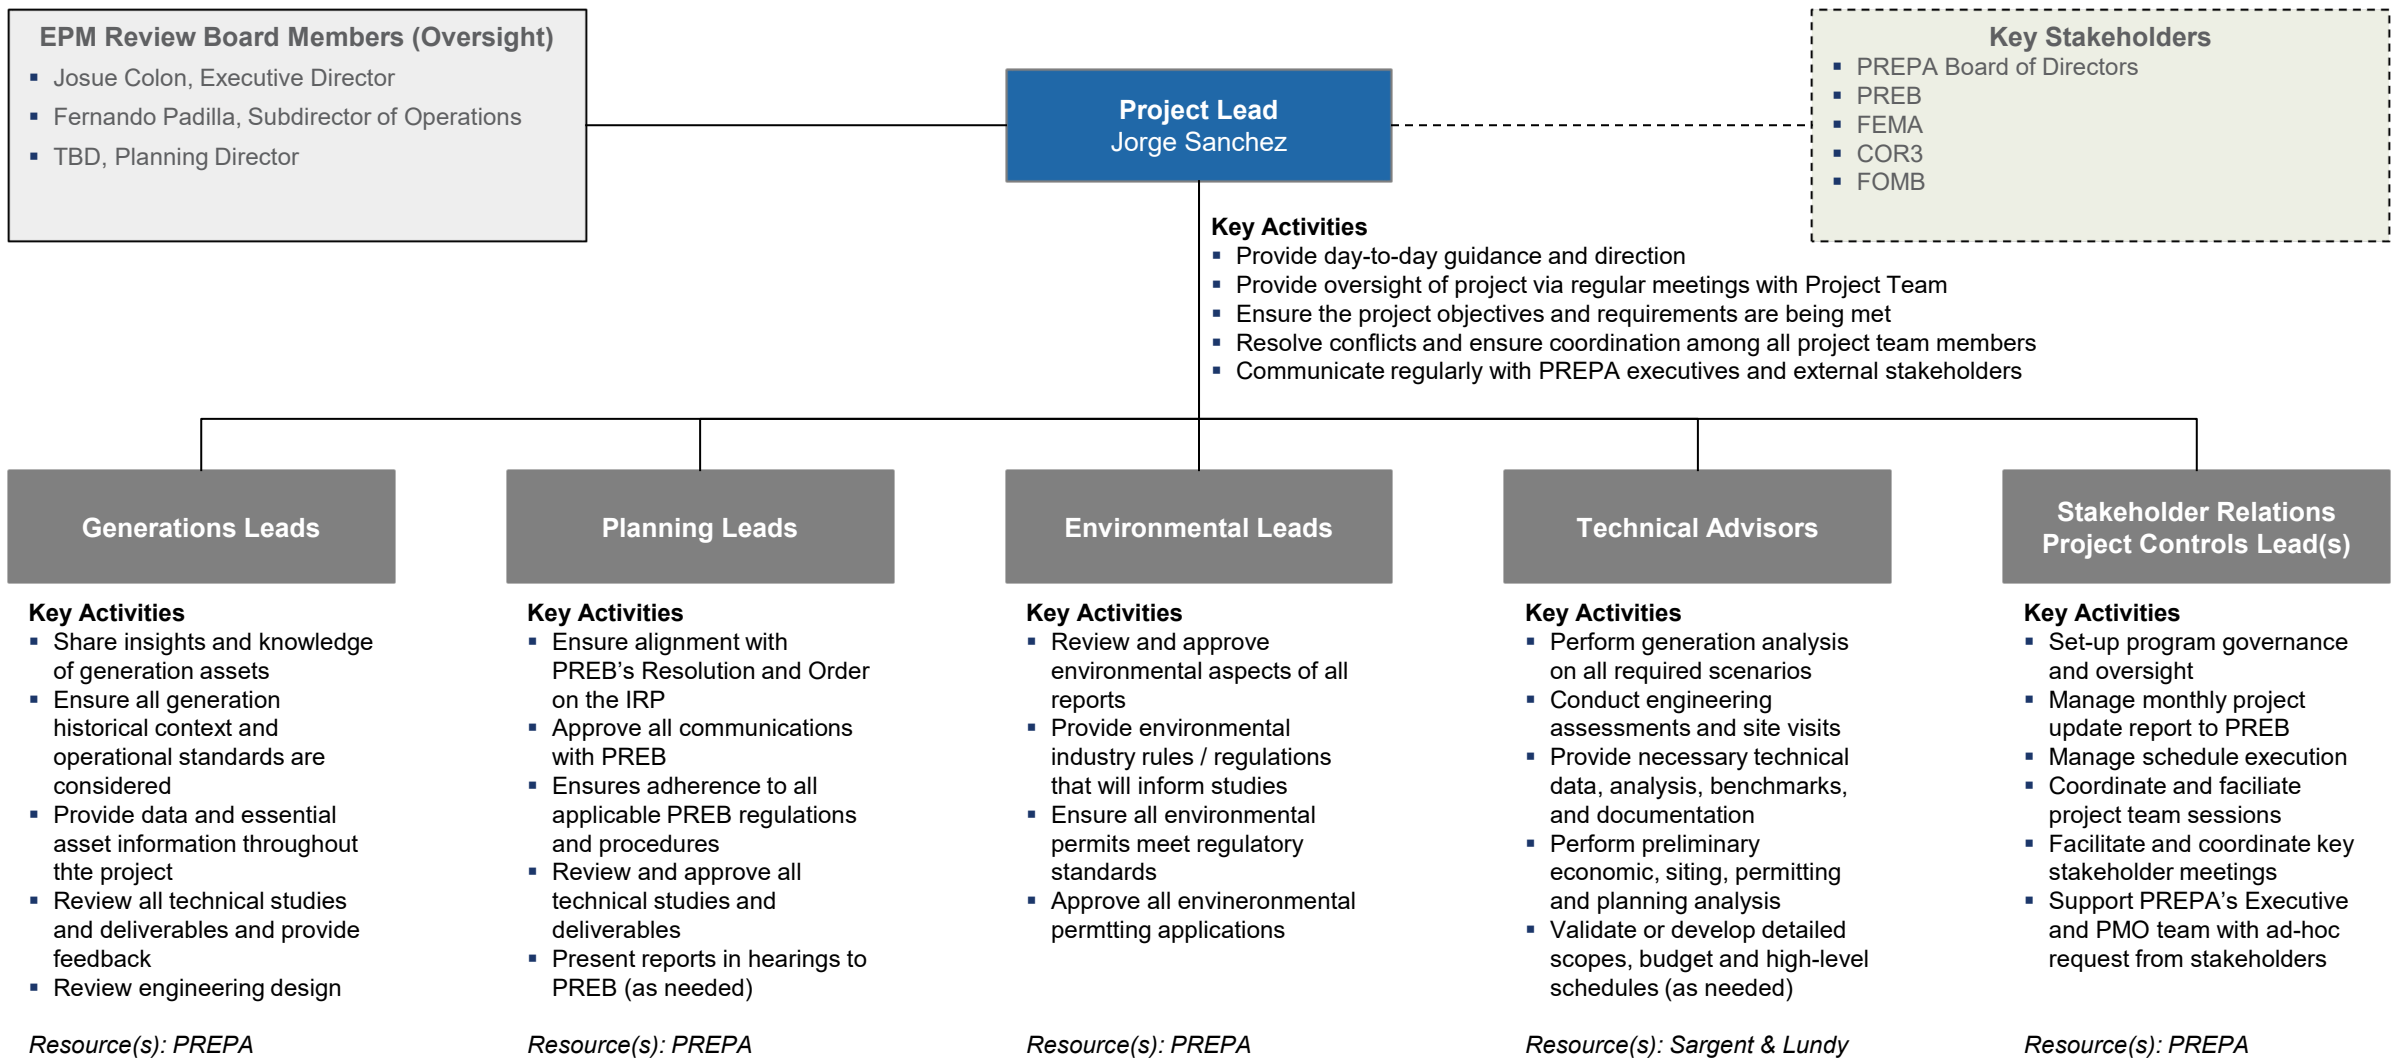 EPM Review Board Members (Oversight)
▪ Josue Colon, Executive Director
▪ Fernando Padilla, Subdirector of Operations
▪ TBD, Planning Director
Project Lead
Jorge Sanchez
Key Stakeholders
▪ PREPA Board of Directors
▪ PREB
▪ FEMA
▪ COR3
▪ FOMB
Key Activities
▪ Provide day-to-day guidance and direction
▪ Provide oversight of project via regular meetings with Project Team
▪ Ensure the project objectives and requirements are being met
▪ Resolve conflicts and ensure coordination among all project team members
▪ Communicate regularly with PREPA executives and external stakeholders
Generations Leads
Key Activities
▪ Share insights and knowledge
of generation assets
▪ Ensure all generation
historical context and
operational standards are
considered
▪ Provide data and essential
asset information throughout
thte project
▪ Review all technical studies
and deliverables and provide
feedback
▪ Review engineering design
Resource(s): PREPA
Planning Leads
Key Activities
▪ Ensure alignment with
PREB’s Resolution and Order
on the IRP
▪ Approve all communications
with PREB
▪ Ensures adherence to all
applicable PREB regulations
and procedures
▪ Review and approve all
technical studies and
deliverables
▪ Present reports in hearings to
PREB (as needed)
Resource(s): PREPA
Environmental Leads
Key Activities
▪ Review and approve
environmental aspects of all
reports
▪ Provide environmental
industry rules / regulations
that will inform studies
▪ Ensure all environmental
permits meet regulatory
standards
▪ Approve all envineronmental
permtting applications
Resource(s): PREPA
Technical Advisors
Key Activities
▪ Perform generation analysis
on all required scenarios
▪ Conduct engineering
assessments and site visits
▪ Provide necessary technical
data, analysis, benchmarks,
and documentation
▪ Perform preliminary
economic, siting, permitting
and planning analysis
▪ Validate or develop detailed
scopes, budget and high-level
schedules (as needed)
Resource(s): Sargent & Lundy
Stakeholder Relations
Project Controls Lead(s)
Key Activities
▪ Set-up program governance
and oversight
▪ Manage monthly project
update report to PREB
▪ Manage schedule execution
▪ Coordinate and faciliate
project team sessions
▪ Facilitate and coordinate key
stakeholder meetings
▪ Support PREPA’s Executive
and PMO team with ad-hoc
request from stakeholders
Resource(s): PREPA